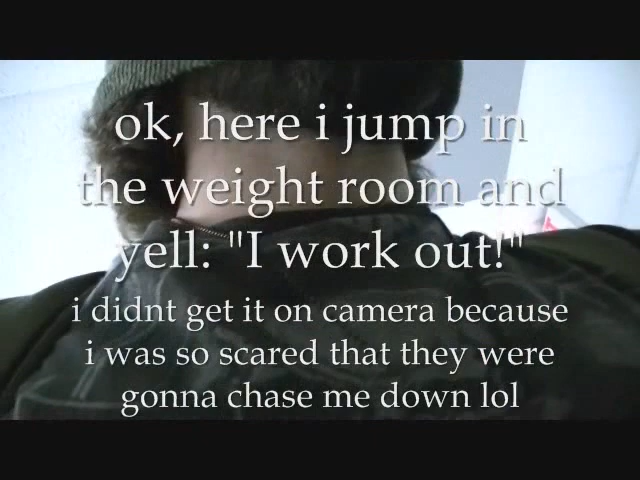 ok, here i jump in
the weight room and
yell: "I work out!"
i didnt get it on camera because
i was so scared that they were
gonna chase me down lol